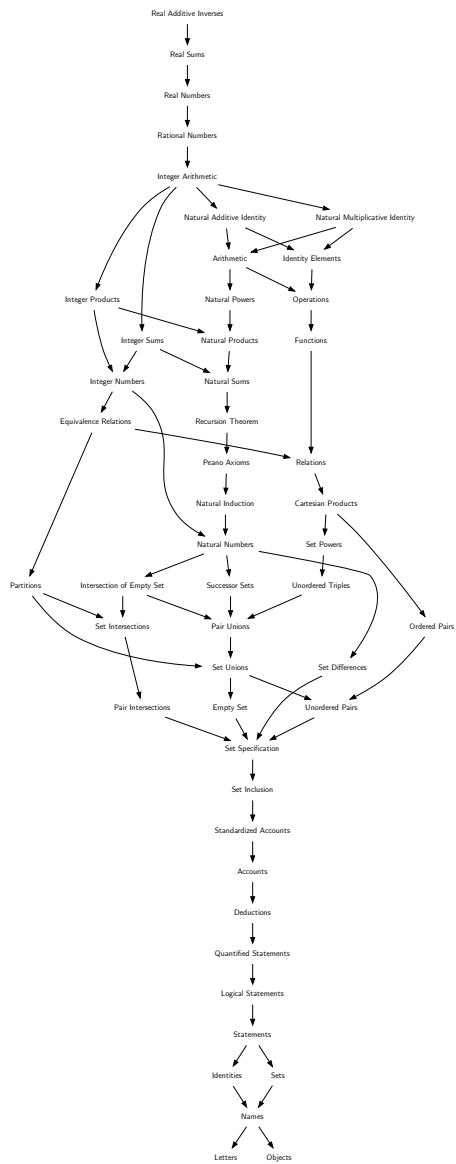 Real Additive Inverses
Real Sums
Real Numbers
Rational Numbers
Integer Arithmetic
Natural Additive Identity
Natural Multiplicative Identity
Arithmetic
Identity Elements
Integer Products
Natural Powers
Operations
Integer Sums
Natural Products
Functions
Integer Numbers
Natural Sums
Equivalence Relations
Recursion Theorem
Peano Axioms
Relations
Natural Induction
Cartesian Products
Natural Numbers
Set Powers
Partitions
Intersection of Empty Set
Successor Sets
Unordered Triples
Set Intersections
Pair Unions
Ordered Pairs
Set Unions
Set Differences
Pair Intersections
Empty Set
Unordered Pairs
Set Specification
Set Inclusion
Standardized Accounts
Accounts
Deductions
Quantified Statements
Logical Statements
Statements
Identities
Sets
Names
Letters
Objects